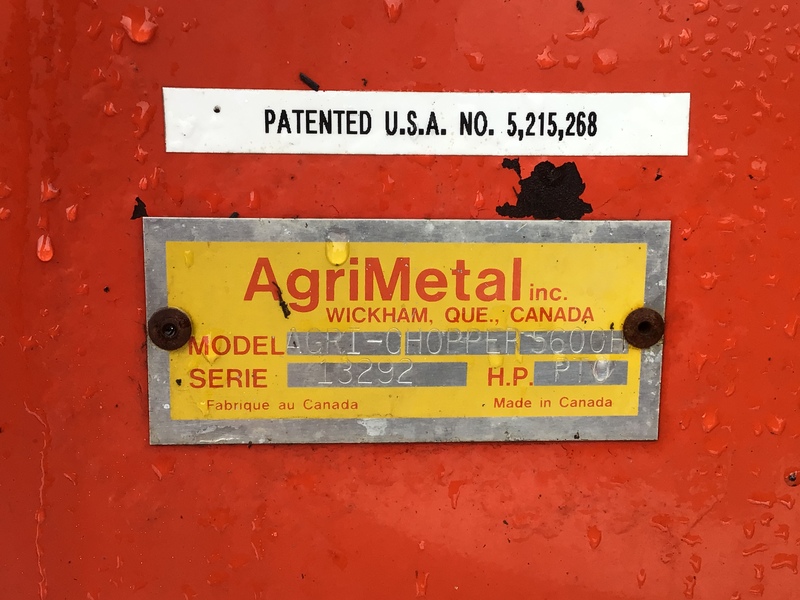 PATENTED U.S.A. NO. 5,215,268
AgriMetal inc.
WICKHAM, QUE., CANADA
MODEL AGRI-CHOPPER 5600H
SERIE 13292 H.P. PTO
Fabrique au Canada Made in Canada